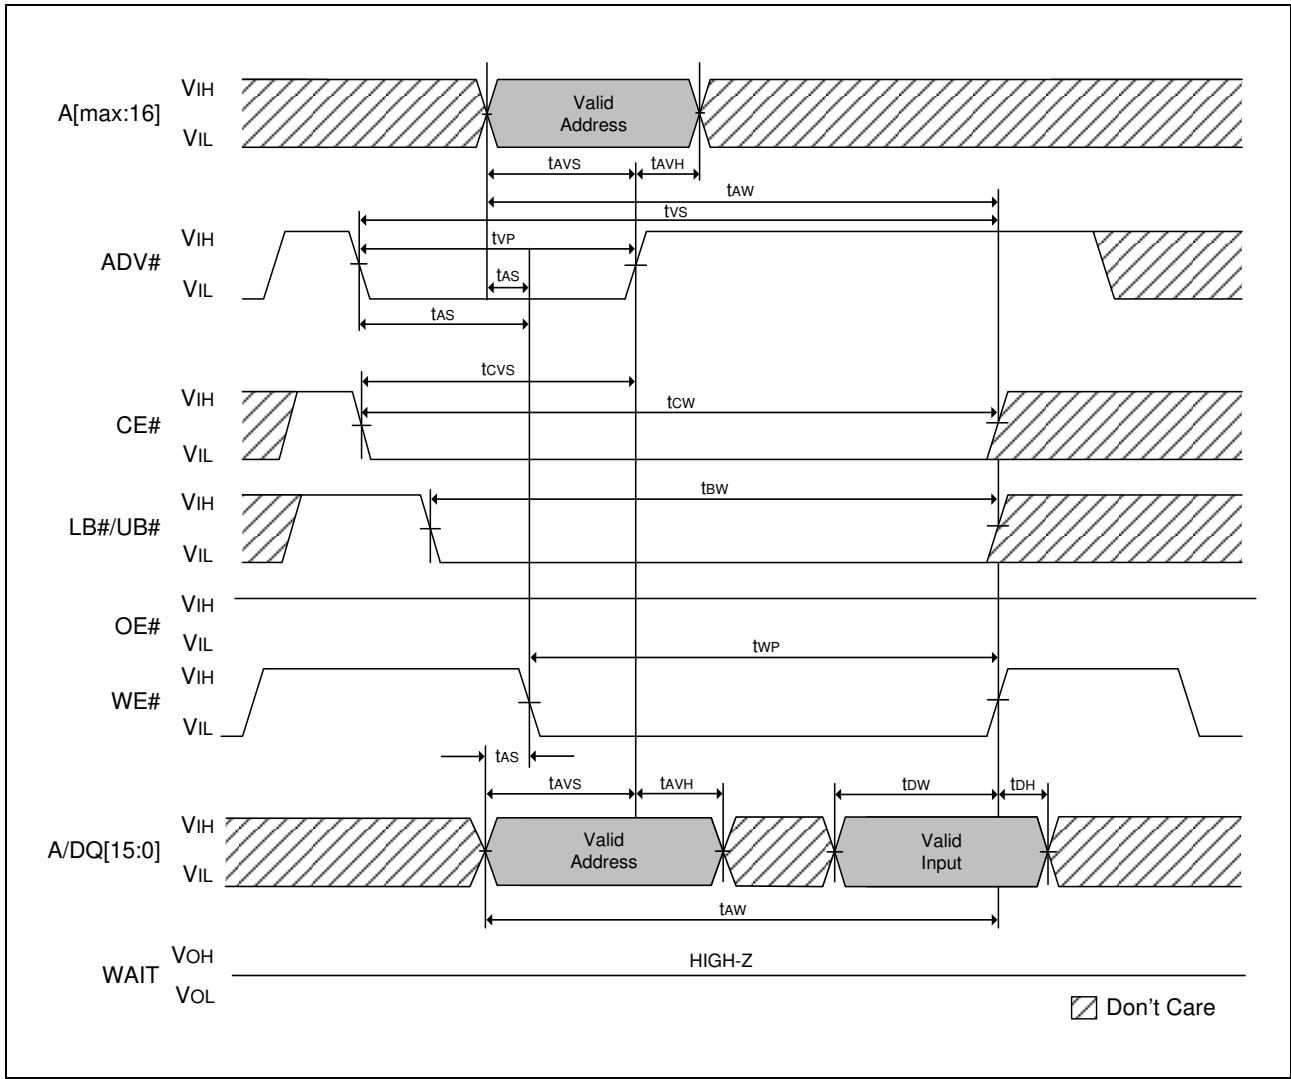 VIH
A[max:16]
VIL
Valid
Address
tAVS
tAVH
tAW
tVS
VIH
ADV#
VIL
tVP
tAS
tAS
tCVS
VIH
CE#
VIL
tCW
VIH
LB#/UB#
VIL
tBW
VIH
OE#
VIL
tWP
VIH
WE#
VIL
tAS
tAVS
tAVH
tDW
tDH
VIH
A/DQ[15:0]
VIL
Valid
Address
Valid
Input
tAW
VOH
WAIT
VOL
HIGH-Z
Don't Care